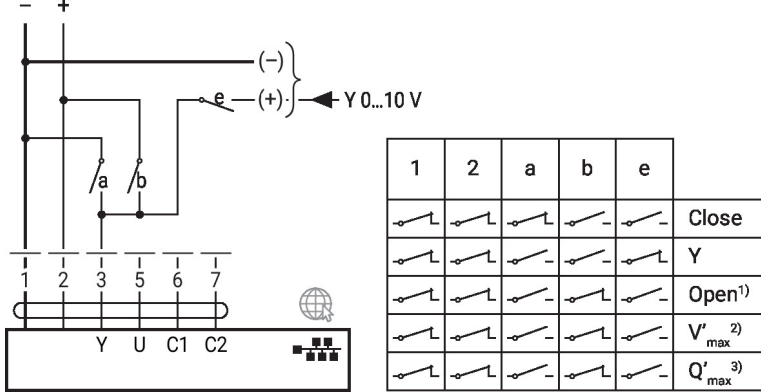 − +
(−)
e (+) Y 0...10 V
a b
1 2 3 5 6 7
Y U C1 C2
1 2 a b e
Close
Y
Open¹⁾
V'max ²⁾
Q'max ³⁾